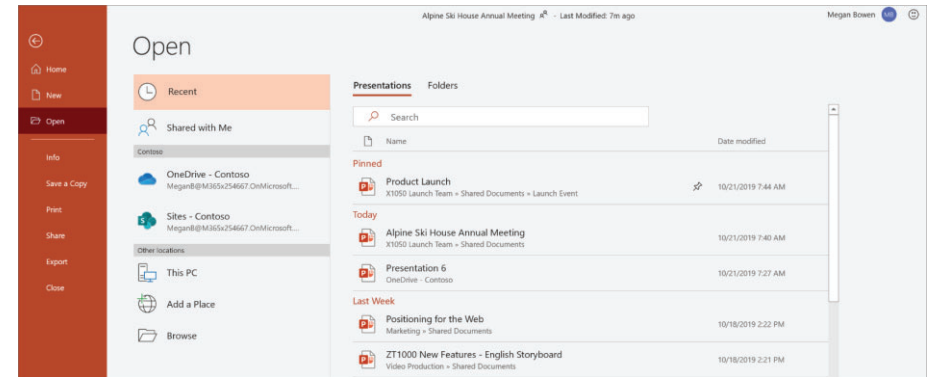 Alpine Ski House Annual Meeting - Last Modified: 7m ago
Megan Bowen MB
Home
New
Open
Info
Save a Copy
Print
Share
Export
Close
Open
Recent
Shared with Me
Contoso
OneDrive - Contoso
MeganB@M365x254667.OnMicrosoft....
Sites - Contoso
MeganB@M365x254667.OnMicrosoft....
Other locations
This PC
Add a Place
Browse
Presentations Folders
Search
Name Date modified
Pinned
Product Launch
X1050 Launch Team » Shared Documents » Launch Event
10/21/2019 7:44 AM
Today
Alpine Ski House Annual Meeting
X1050 Launch Team » Shared Documents
10/21/2019 7:40 AM
Presentation 6
OneDrive - Contoso
10/21/2019 7:27 AM
Last Week
Positioning for the Web
Marketing » Shared Documents
10/18/2019 2:22 PM
ZT1000 New Features - English Storyboard
Video Production » Shared Documents
10/18/2019 2:21 PM